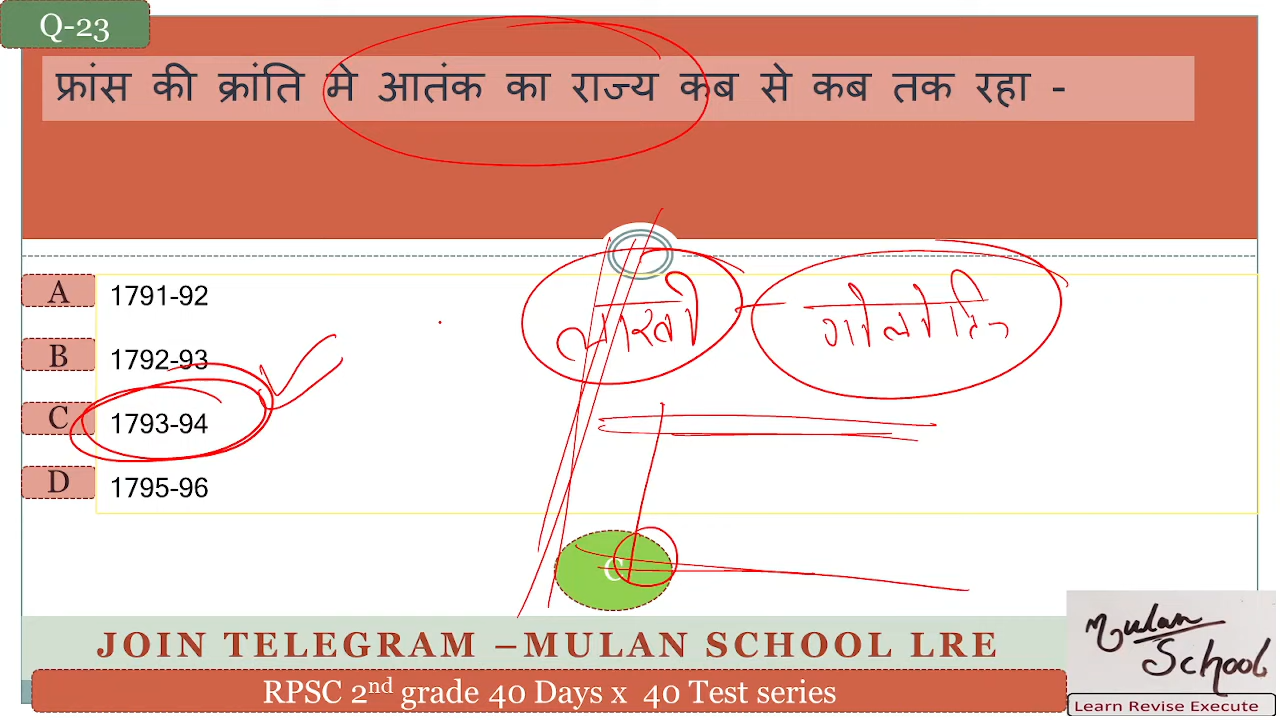 Q-23
फ्रांस की क्रांति मे आतंक का राज्य कब से कब तक रहा -
A 1791-92
B 1792-93
C 1793-94
D 1795-96
C
JOIN TELEGRAM –MULAN SCHOOL LRE
RPSC 2nd grade 40 Days x 40 Test series
Mulan
School
Learn Revise Execute